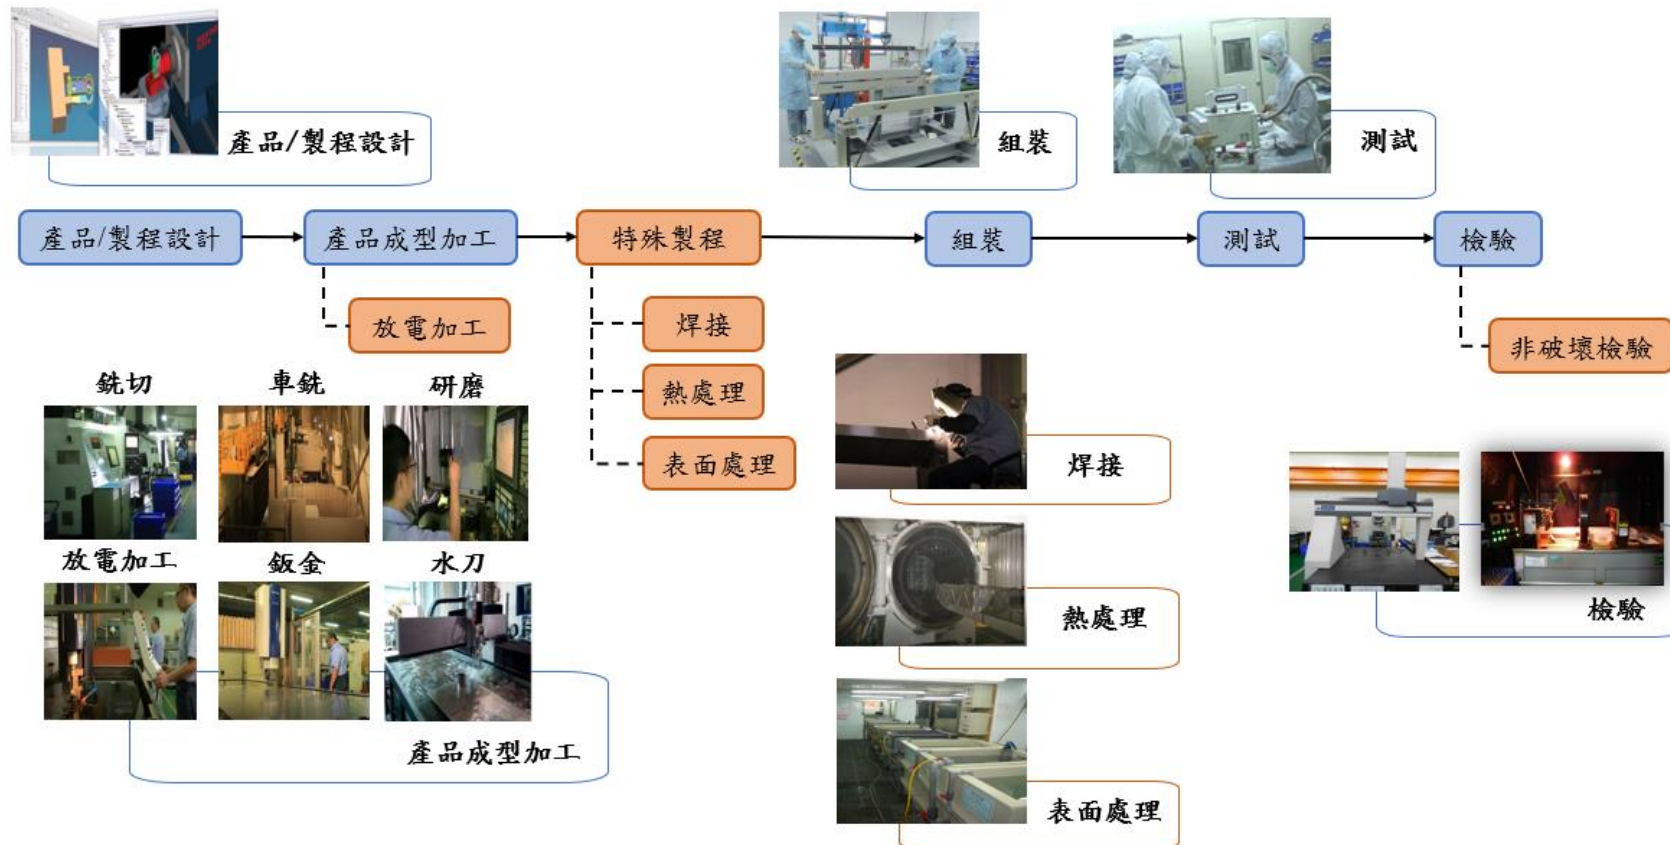 產品/製程設計
組裝
測試
產品/製程設計
產品成型加工
特殊製程
組裝
測試
檢驗
放電加工
焊接
非破壞檢驗
熱處理
表面處理
銑切
車銑
研磨
放電加工
鈑金
水刀
產品成型加工
焊接
熱處理
表面處理
檢驗